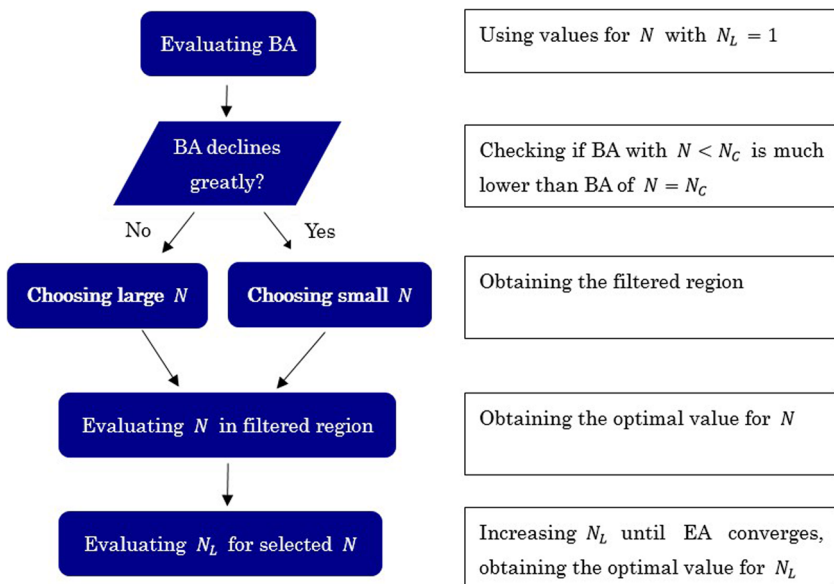 Evaluating BA
Using values for N with N_L = 1
BA declines
greatly?
Checking if BA with N < N_C is much
lower than BA of N = N_C
No
Yes
Choosing large N
Choosing small N
Obtaining the filtered region
Evaluating N in filtered region
Obtaining the optimal value for N
Evaluating N_L for selected N
Increasing N_L until EA converges,
obtaining the optimal value for N_L